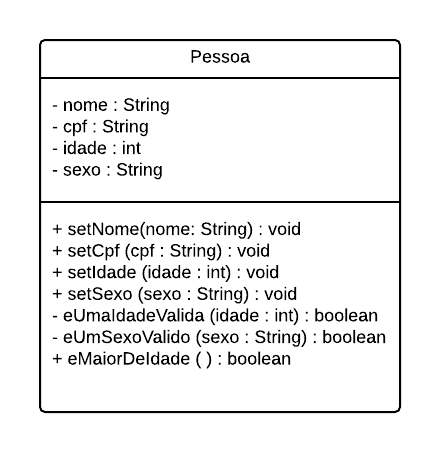 Pessoa
- nome : String
- cpf : String
- idade : int
- sexo : String
+ setNome(nome: String) : void
+ setCpf (cpf : String) : void
+ setIdade (idade : int) : void
+ setSexo (sexo : String) : void
- eUmaIdadeValida (idade : int) : boolean
- eUmSexoValido (sexo : String) : boolean
+ eMaiorDeIdade ( ) : boolean